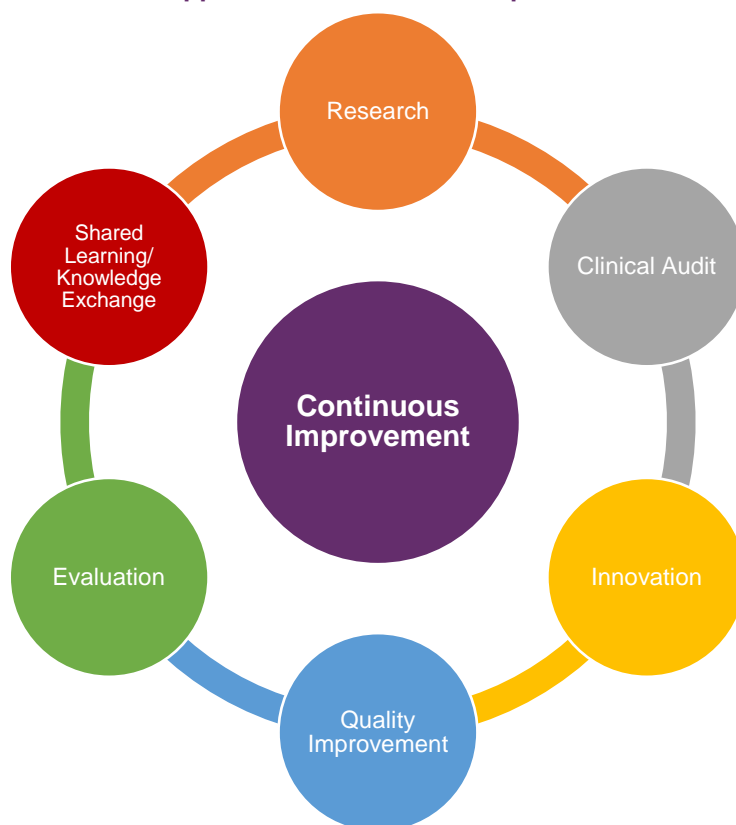 Research
Clinical Audit
Shared
Learning/
Knowledge
Exchange
Continuous
Improvement
Evaluation
Innovation
Quality
Improvement